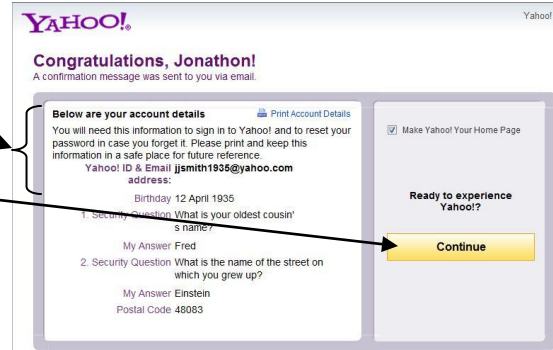 YAHOO!®
Yahoo!
Congratulations, Jonathon!
A confirmation message was sent to you via email.
Below are your account details
Print Account Details
You will need this information to sign in to Yahoo! and to reset your
password in case you forget it. Please print and keep this
information in a safe place for future reference.
Yahoo! ID & Email jjsmith1935@yahoo.com
address:
Birthday 12 April 1935
1. Security Question What is your oldest cousin'
s name?
My Answer Fred
2. Security Question What is the name of the street on
which you grew up?
My Answer Einstein
Postal Code 48083
Make Yahoo! Your Home Page
Ready to experience
Yahoo!?
Continue